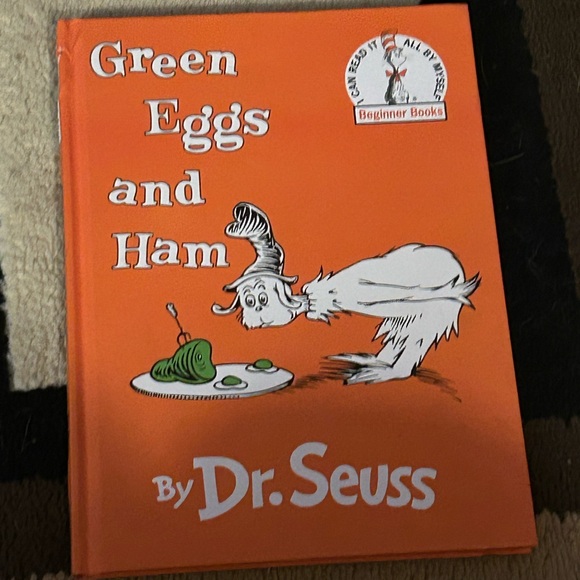 Green
Eggs
and
Ham
I CAN READ IT ALL BY MYSELF
Beginner Books
By Dr. Seuss